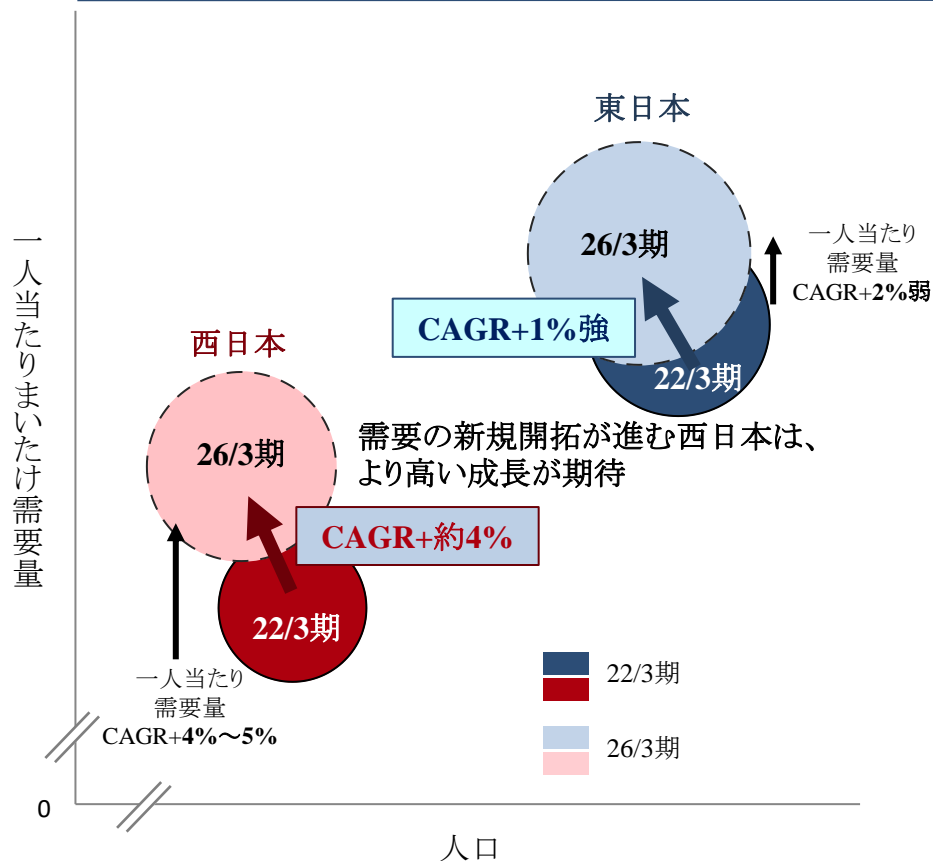 東日本
26/3期
一人当たり
需要量
CAGR+2%弱
CAGR+1%強
22/3期
西日本
26/3期
需要の新規開拓が進む西日本は、
より高い成長が期待
CAGR+約4%
22/3期
一人当たり
需要量
CAGR+4%～5%
22/3期
26/3期
一人当たりまいたけ需要量
0
人口